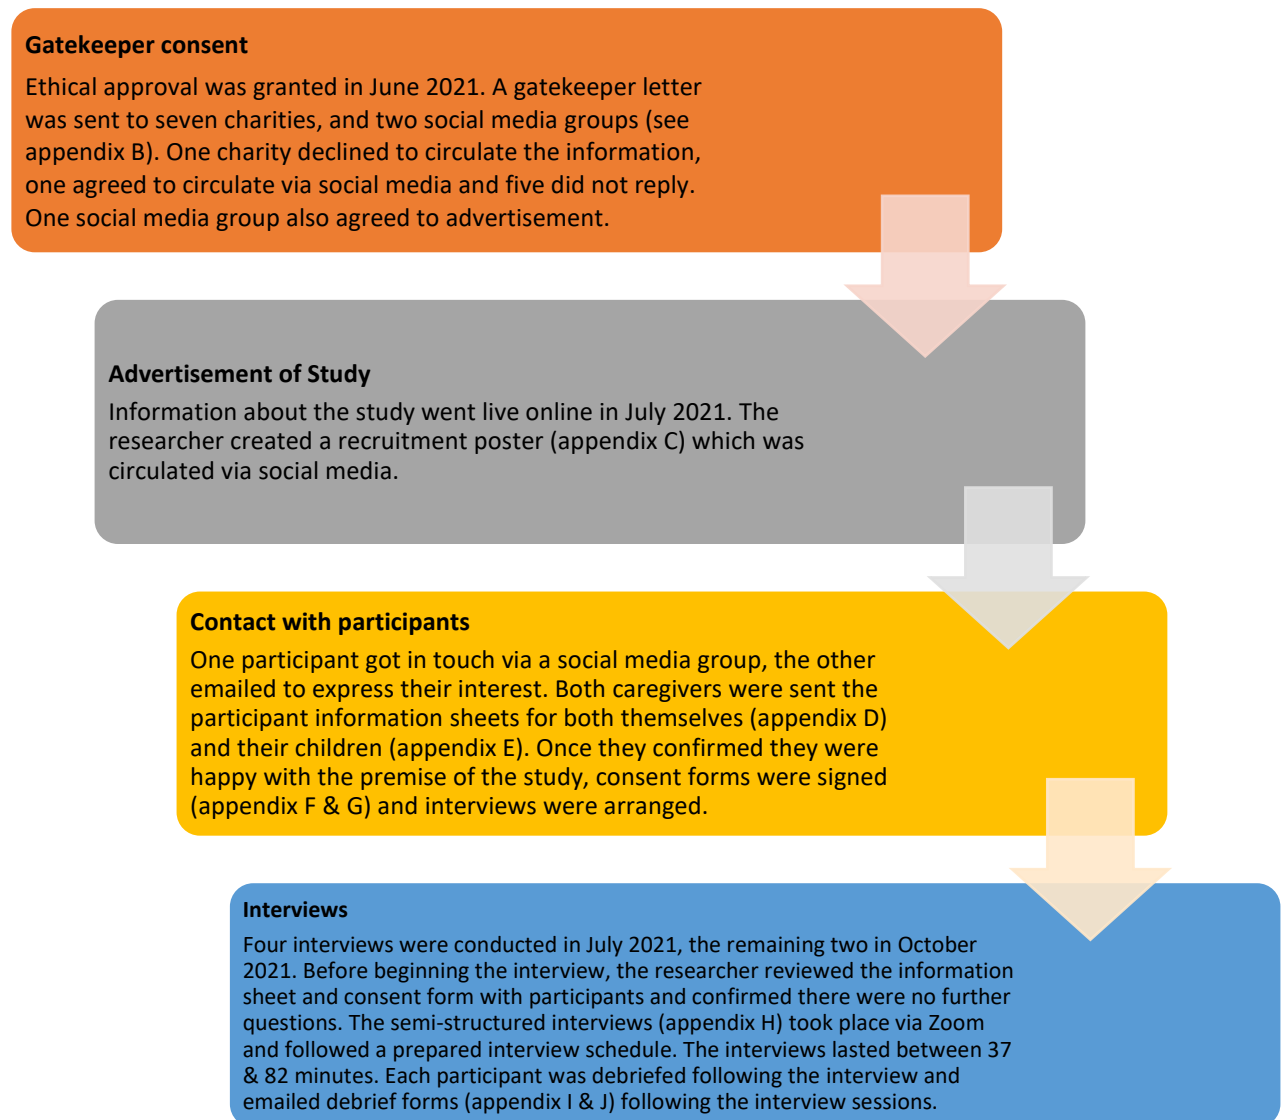 Gatekeeper consent
Ethical approval was granted in June 2021. A gatekeeper letter
was sent to seven charities, and two social media groups (see
appendix B). One charity declined to circulate the information,
one agreed to circulate via social media and five did not reply.
One social media group also agreed to advertisement.
Advertisement of Study
Information about the study went live online in July 2021. The
researcher created a recruitment poster (appendix C) which was
circulated via social media.
Contact with participants
One participant got in touch via a social media group, the other
emailed to express their interest. Both caregivers were sent the
participant information sheets for both themselves (appendix D)
and their children (appendix E). Once they confirmed they were
happy with the premise of the study, consent forms were signed
(appendix F & G) and interviews were arranged.
Interviews
Four interviews were conducted in July 2021, the remaining two in October
2021. Before beginning the interview, the researcher reviewed the information
sheet and consent form with participants and confirmed there were no further
questions. The semi-structured interviews (appendix H) took place via Zoom
and followed a prepared interview schedule. The interviews lasted between 37
& 82 minutes. Each participant was debriefed following the interview and
emailed debrief forms (appendix I & J) following the interview sessions.